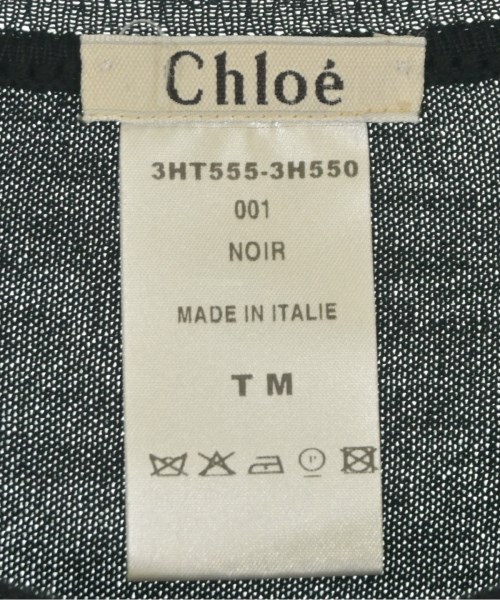 Chloé
3HT555-3H550
001
NOIR
MADE IN ITALIE
T M
P